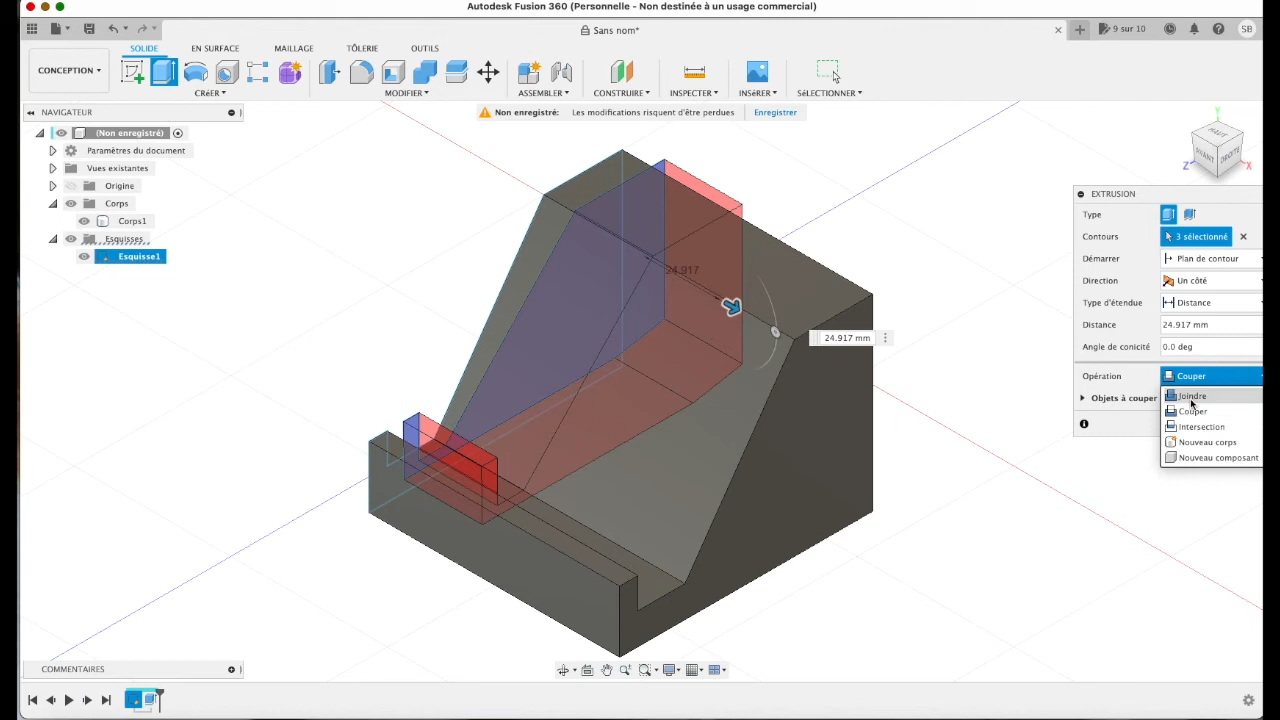 Autodesk Fusion 360 (Personnelle - Non destinée à un usage commercial)
Sans nom*
9 sur 10
SB
CONCEPTION
SOLIDE
EN SURFACE
MAILLAGE
TÔLERIE
OUTILS
CRÉER
MODIFIER
ASSEMBLER
CONSTRUIRE
INSPECTER
INSÉRER
SÉLECTIONNER
NAVIGATEUR
Non enregistré: Les modifications risquent d'être perdues Enregistrer
(Non enregistré)
Paramètres du document
Vues existantes
Origine
Corps
Corps1
Esquisses
Esquisse1
HAUT
AVANT
DROITE
Y
Z
X
24.917
24.917 mm
EXTRUSION
Type
Contours 3 sélectionné
Démarrer Plan de contour
Direction Un côté
Type d'étendue Distance
Distance 24.917 mm
Angle de conicité 0.0 deg
Opération Couper
Objets à couper
Joindre
Couper
Intersection
Nouveau corps
Nouveau composant
COMMENTAIRES